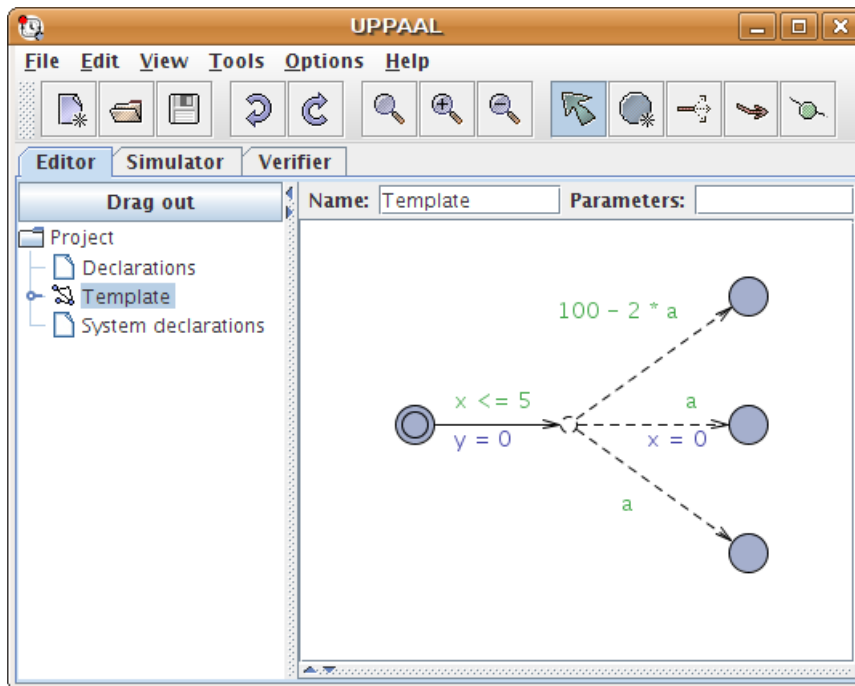 UPPAAL
File Edit View Tools Options Help
Editor Simulator Verifier
Drag out
Name: Template Parameters:
Project
Declarations
Template
System declarations
100 - 2 * a
x <= 5
a
y = 0
x = 0
a